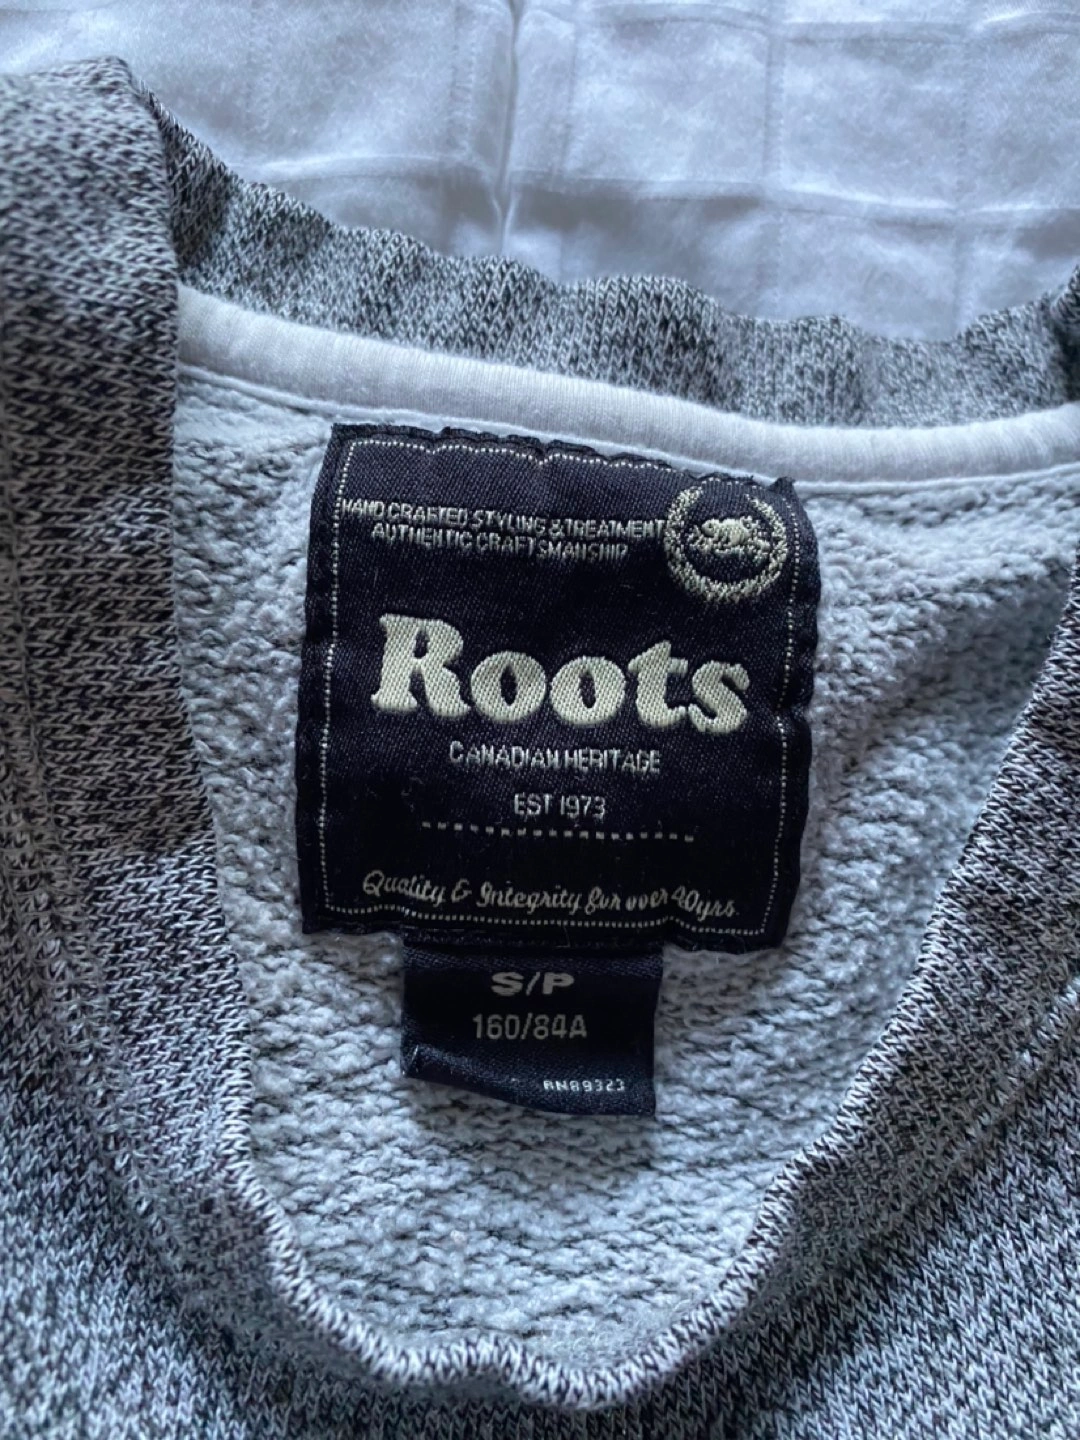 HAND CRAFTED STYLING & TREATMENT
AUTHENTIC CRAFTSMANSHIP
Roots
CANADIAN HERITAGE
EST 1973
Quality & Integrity for over 40yrs.
S/P
160/84A
RN89323